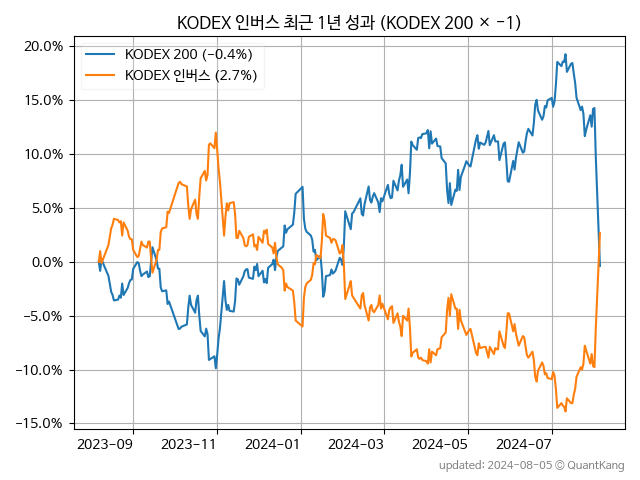 KODEX 인버스 최근 1년 성과 (KODEX 200 × -1)
20.0%
15.0%
10.0%
5.0%
0.0%
-5.0%
-10.0%
-15.0%
KODEX 200 (-0.4%)
KODEX 인버스 (2.7%)
2023-09 2023-11 2024-01 2024-03 2024-05 2024-07
updated: 2024-08-05 © QuantKang